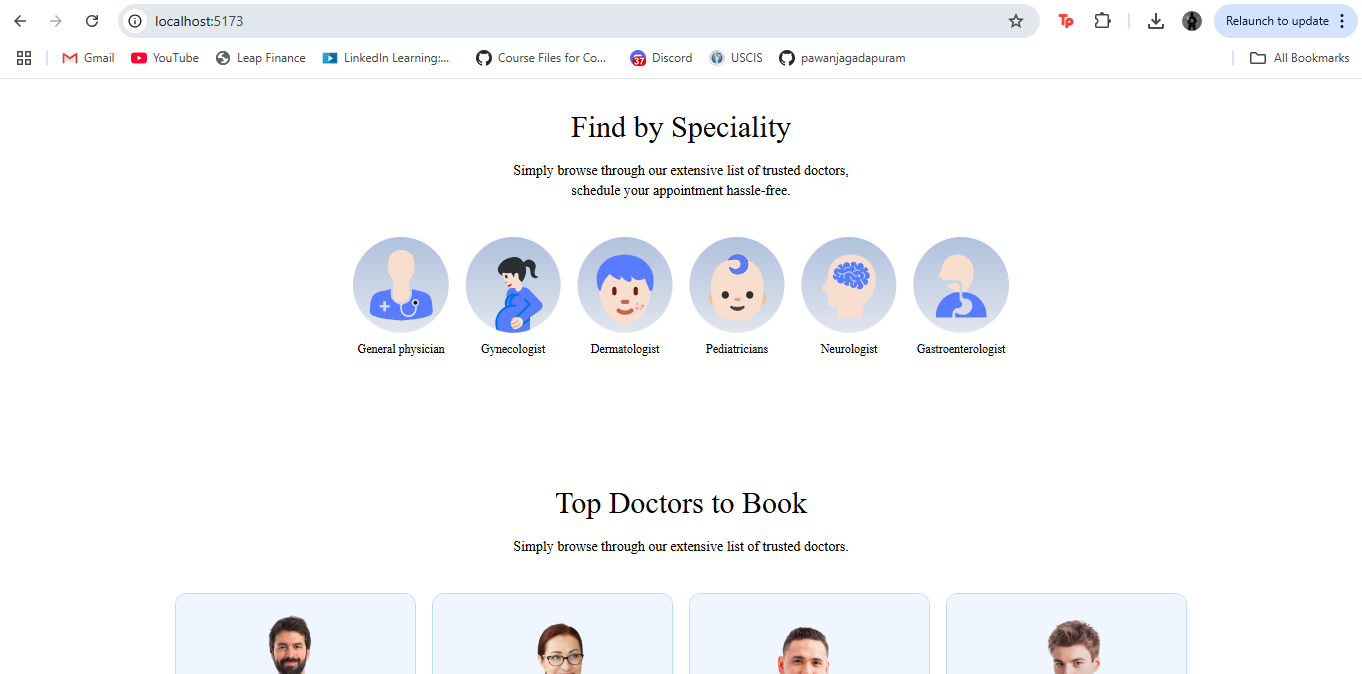 localhost:5173
Tp
Relaunch to update
Gmail
YouTube
Leap Finance
LinkedIn Learning:...
Course Files for Co...
37
Discord
USCIS
pawanjagadapuram
All Bookmarks
Find by Speciality
Simply browse through our extensive list of trusted doctors,
schedule your appointment hassle-free.
General physician
Gynecologist
Dermatologist
Pediatricians
Neurologist
Gastroenterologist
Top Doctors to Book
Simply browse through our extensive list of trusted doctors.